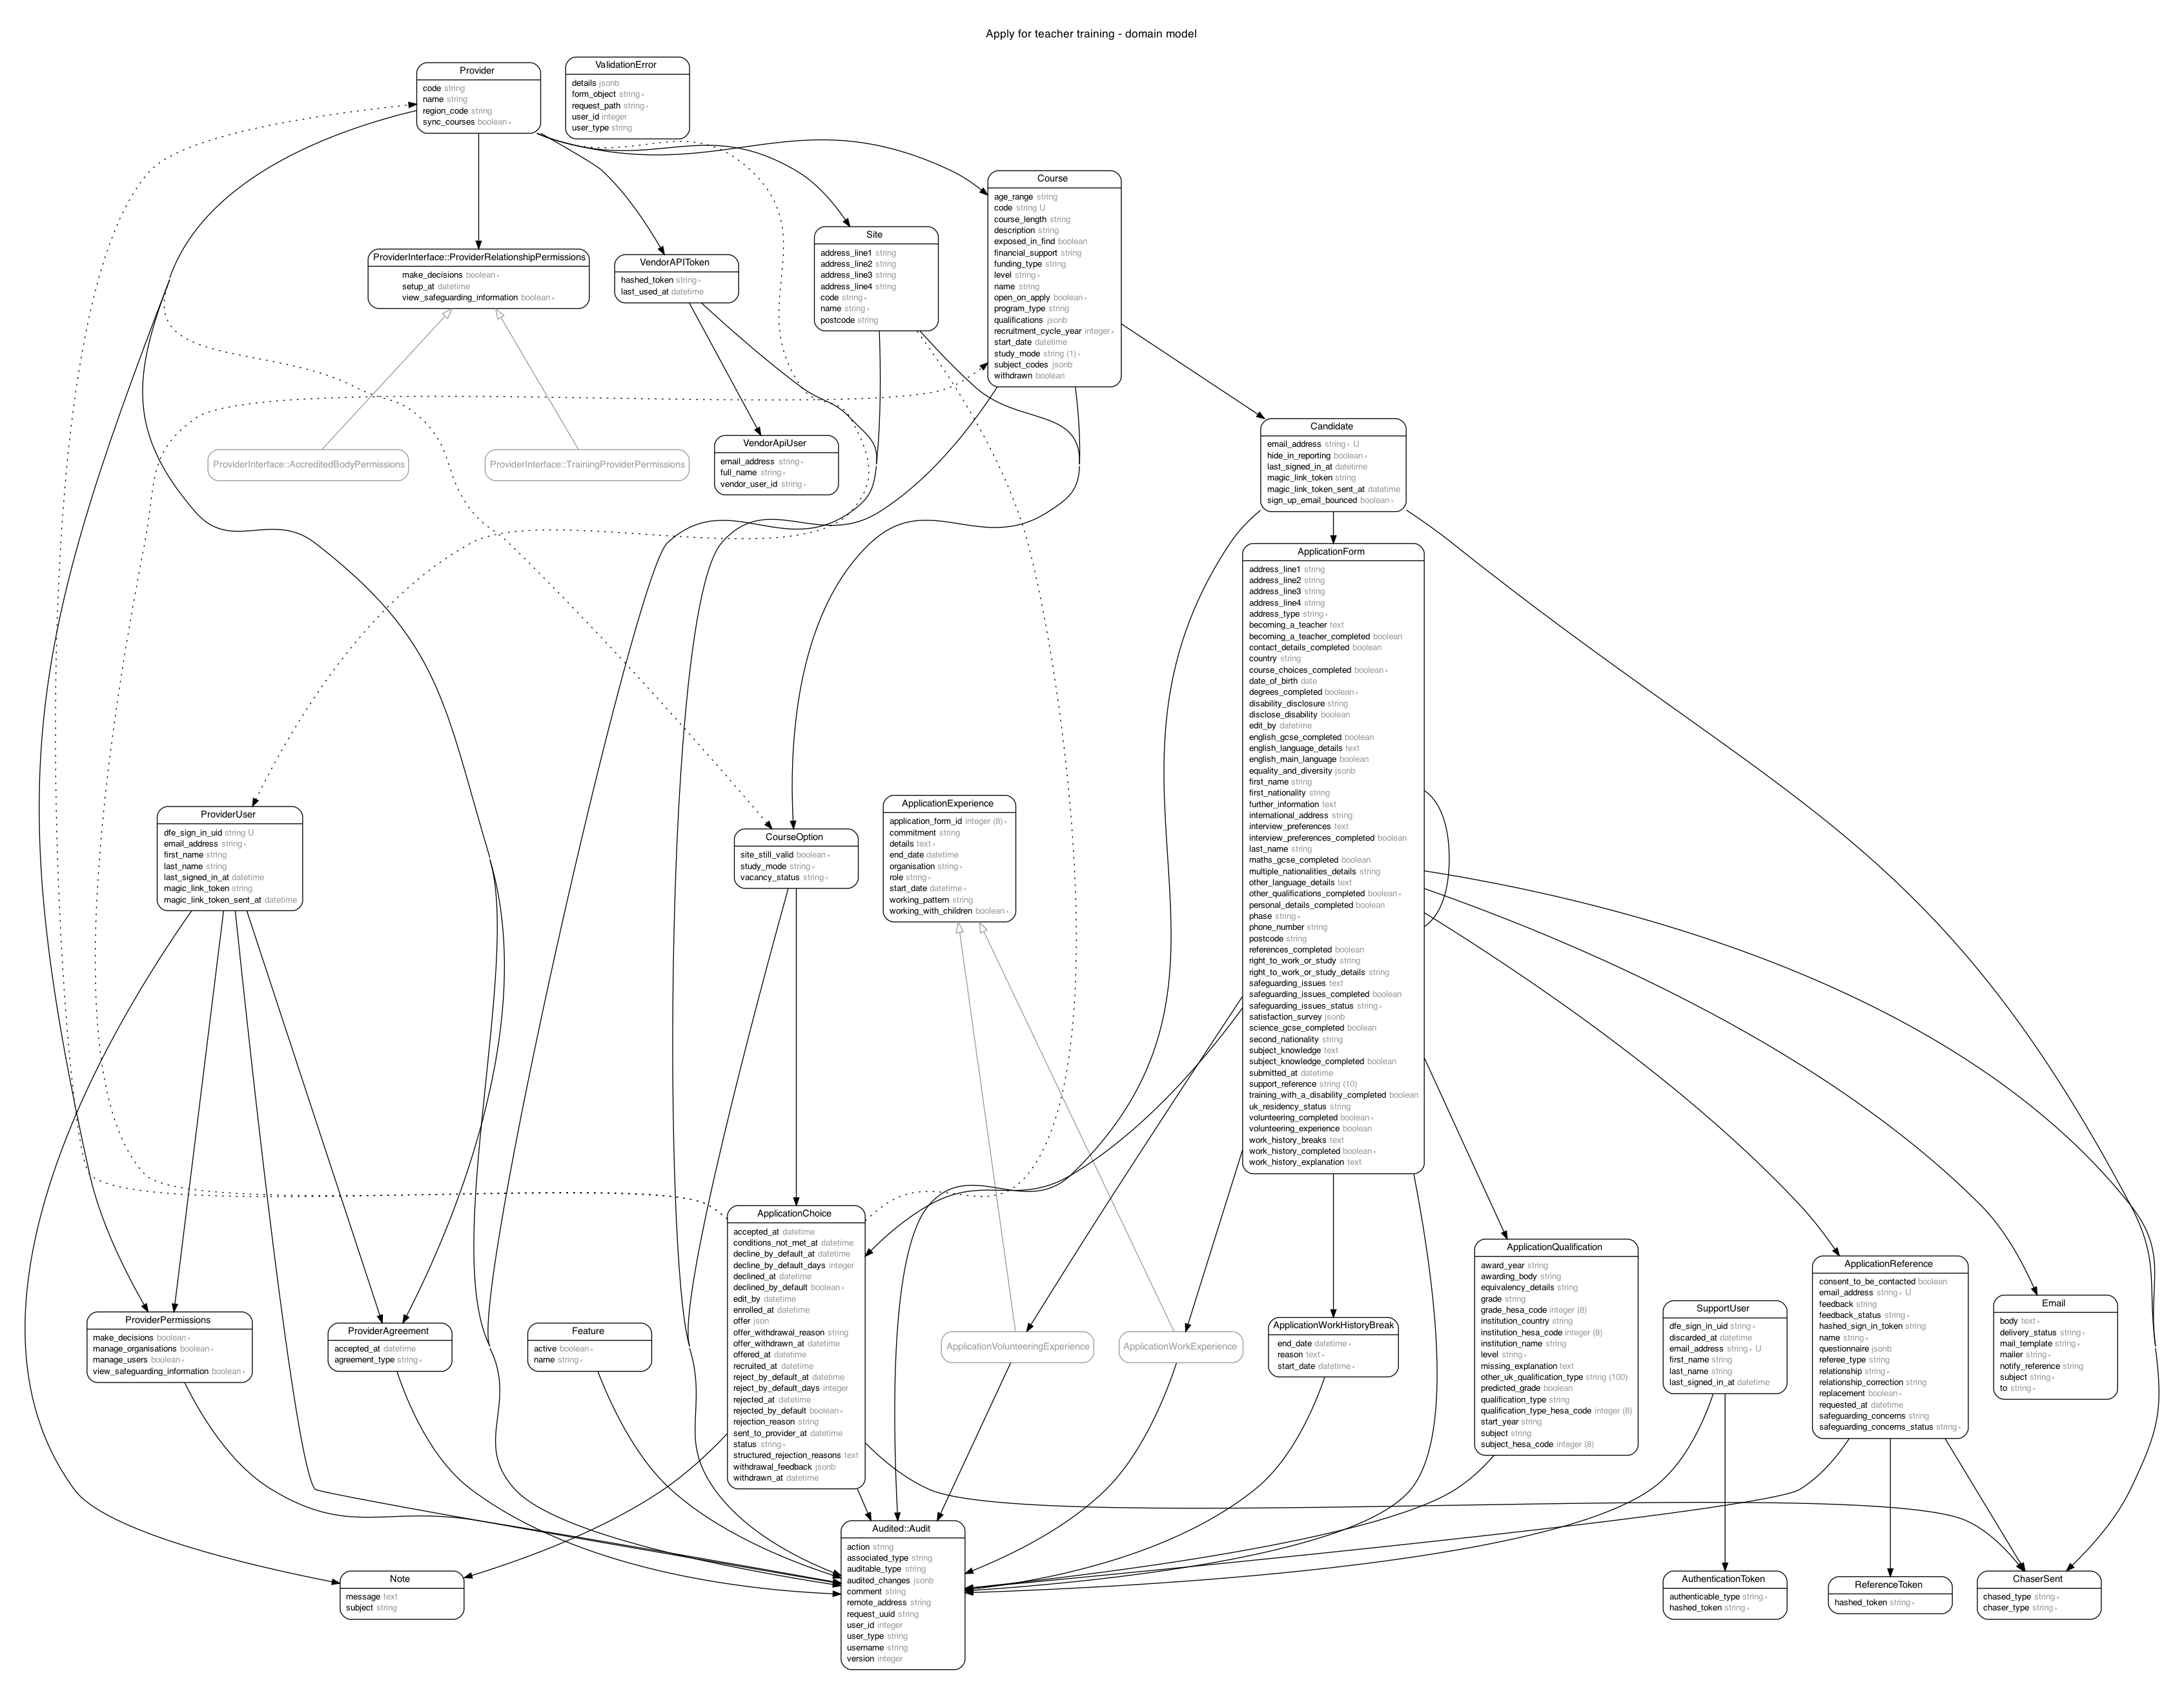 Apply for teacher training - domain model
Provider
code string
name string
region_code string
sync_courses boolean ∗
ValidationError
details jsonb
form_object string ∗
request_path string ∗
user_id integer
user_type string
Course
age_range string
code string U
course_length string
description string
exposed_in_find boolean
financial_support string
funding_type string
level string ∗
name string
open_on_apply boolean ∗
program_type string
qualifications jsonb
recruitment_cycle_year integer ∗
start_date datetime
study_mode string (1) ∗
subject_codes jsonb
withdrawn boolean
Site
address_line1 string
address_line2 string
address_line3 string
address_line4 string
code string ∗
name string ∗
postcode string
ProviderInterface::ProviderRelationshipPermissions
make_decisions boolean ∗
setup_at datetime
view_safeguarding_information boolean ∗
VendorAPIToken
hashed_token string ∗
last_used_at datetime
Candidate
email_address string ∗ U
hide_in_reporting boolean ∗
last_signed_in_at datetime
magic_link_token string
magic_link_token_sent_at datetime
sign_up_email_bounced boolean ∗
ProviderInterface::AccreditedBodyPermissions
ProviderInterface::TrainingProviderPermissions
VendorApiUser
email_address string ∗
full_name string ∗
vendor_user_id string ∗
ApplicationForm
address_line1 string
address_line2 string
address_line3 string
address_line4 string
address_type string ∗
becoming_a_teacher text
becoming_a_teacher_completed boolean
contact_details_completed boolean
country string
course_choices_completed boolean ∗
date_of_birth date
degrees_completed boolean ∗
disability_disclosure string
disclose_disability boolean
edit_by datetime
english_gcse_completed boolean
english_language_details text
english_main_language boolean
equality_and_diversity jsonb
first_name string
first_nationality string
further_information text
international_address string
interview_preferences text
interview_preferences_completed boolean
last_name string
maths_gcse_completed boolean
multiple_nationalities_details string
other_language_details text
other_qualifications_completed boolean ∗
personal_details_completed boolean
phase string ∗
phone_number string
postcode string
references_completed boolean
right_to_work_or_study string
right_to_work_or_study_details string
safeguarding_issues text
safeguarding_issues_completed boolean
safeguarding_issues_status string ∗
satisfaction_survey jsonb
science_gcse_completed boolean
second_nationality string
subject_knowledge text
subject_knowledge_completed boolean
submitted_at datetime
support_reference string (10)
training_with_a_disability_completed boolean
uk_residency_status string
volunteering_completed boolean ∗
volunteering_experience boolean
work_history_breaks text
work_history_completed boolean ∗
work_history_explanation text
ProviderUser
dfe_sign_in_uid string U
email_address string ∗
first_name string
last_name string
last_signed_in_at datetime
magic_link_token string
magic_link_token_sent_at datetime
CourseOption
site_still_valid boolean ∗
study_mode string ∗
vacancy_status string ∗
ApplicationExperience
application_form_id integer (8) ∗
commitment string
details text ∗
end_date datetime
organisation string ∗
role string ∗
start_date datetime ∗
working_pattern string
working_with_children boolean ∗
ApplicationChoice
accepted_at datetime
conditions_not_met_at datetime
decline_by_default_at datetime
decline_by_default_days integer
declined_at datetime
declined_by_default boolean ∗
edit_by datetime
enrolled_at datetime
offer json
offer_withdrawal_reason string
offer_withdrawn_at datetime
offered_at datetime
recruited_at datetime
reject_by_default_at datetime
reject_by_default_days integer
rejected_at datetime
rejected_by_default boolean ∗
rejection_reason string
sent_to_provider_at datetime
status string ∗
structured_rejection_reasons text
withdrawal_feedback jsonb
withdrawn_at datetime
ProviderPermissions
make_decisions boolean ∗
manage_organisations boolean ∗
manage_users boolean ∗
view_safeguarding_information boolean ∗
ProviderAgreement
accepted_at datetime
agreement_type string ∗
Feature
active boolean ∗
name string ∗
ApplicationVolunteeringExperience
ApplicationWorkExperience
ApplicationWorkHistoryBreak
end_date datetime ∗
reason text ∗
start_date datetime ∗
ApplicationQualification
award_year string
awarding_body string
equivalency_details string
grade string
grade_hesa_code integer (8)
institution_country string
institution_hesa_code integer (8)
institution_name string
level string ∗
missing_explanation text
other_uk_qualification_type string (100)
predicted_grade boolean
qualification_type string
qualification_type_hesa_code integer (8)
start_year string
subject string
subject_hesa_code integer (8)
SupportUser
dfe_sign_in_uid string ∗
discarded_at datetime
email_address string ∗ U
first_name string
last_name string
last_signed_in_at datetime
ApplicationReference
consent_to_be_contacted boolean
email_address string ∗ U
feedback string
feedback_status string ∗
hashed_sign_in_token string
name string ∗
questionnaire jsonb
referee_type string
relationship string ∗
relationship_correction string
replacement boolean ∗
requested_at datetime
safeguarding_concerns string
safeguarding_concerns_status string ∗
Email
body text ∗
delivery_status string ∗
mail_template string ∗
mailer string ∗
notify_reference string
subject string ∗
to string ∗
Note
message text
subject string
Audited::Audit
action string
associated_type string
auditable_type string
audited_changes jsonb
comment string
remote_address string
request_uuid string
user_id integer
user_type string
username string
version integer
AuthenticationToken
authenticable_type string ∗
hashed_token string ∗
ReferenceToken
hashed_token string ∗
ChaserSent
chased_type string ∗
chaser_type string ∗